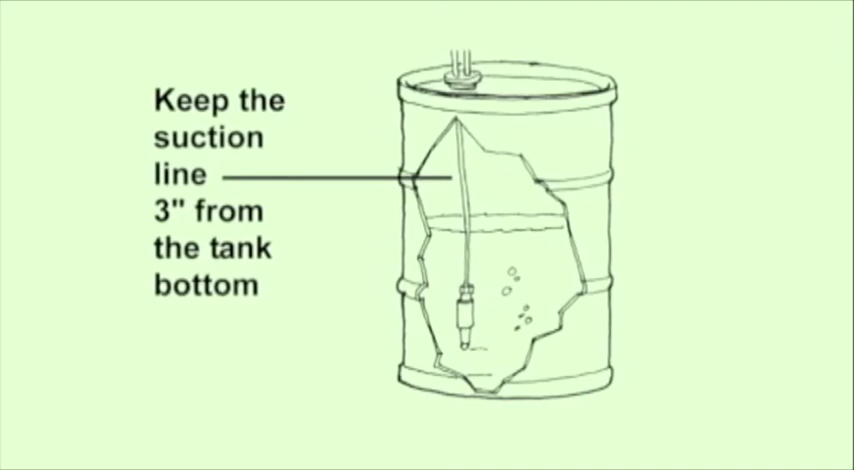 Keep the
suction
line
3" from
the tank
bottom